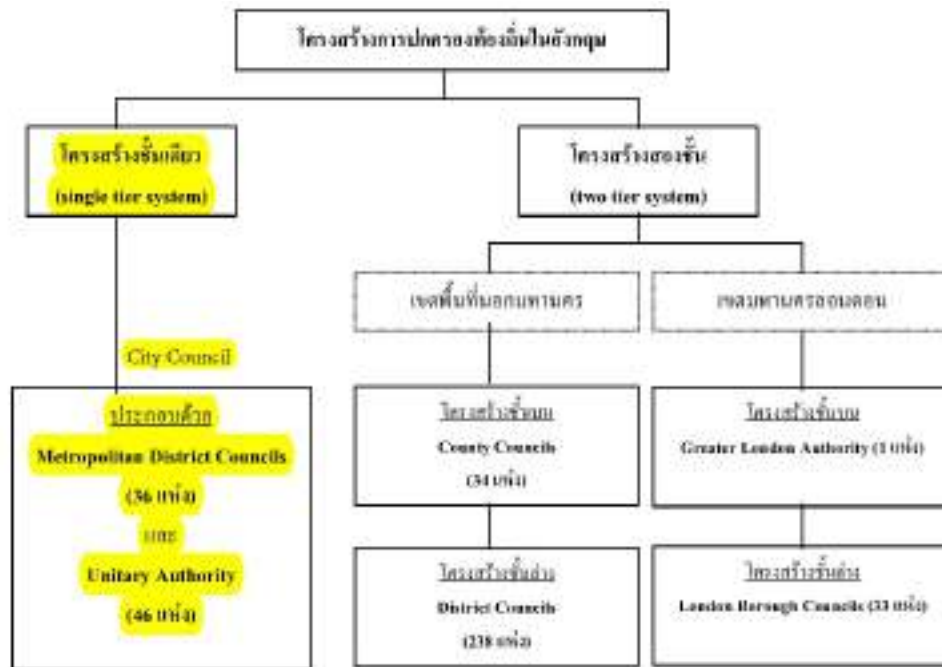 โครงสร้างการปกครองท้องถิ่นในอังกฤษ
โครงสร้างชั้นเดียว
(single tier system)
โครงสร้างสองชั้น
(two tier system)
เขตพื้นที่นอกมหานคร
เขตมหานครลอนดอน
City Council
ประกอบด้วย
Metropolitan District Councils
(36 แห่ง)
และ
Unitary Authority
(46 แห่ง)
โครงสร้างชั้นบน
County Councils
(34 แห่ง)
โครงสร้างชั้นบน
Greater London Authority (1 แห่ง)
โครงสร้างชั้นล่าง
District Councils
(238 แห่ง)
โครงสร้างชั้นล่าง
London Borough Councils (33 แห่ง)